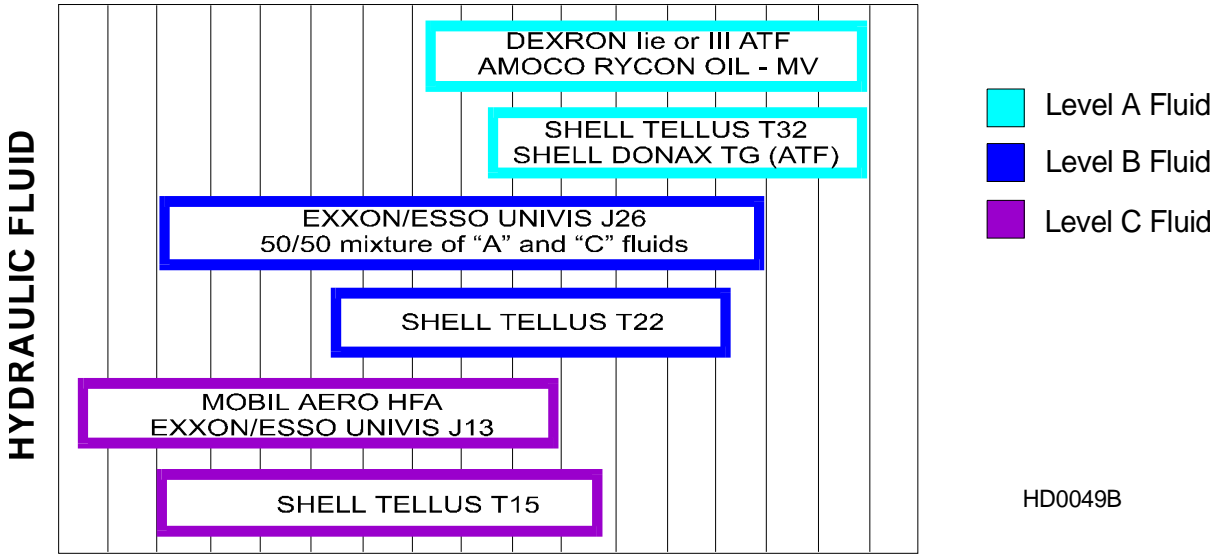 HYDRAULIC FLUID
DEXRON IIe or III ATF
AMOCO RYCON OIL - MV
SHELL TELLUS T32
SHELL DONAX TG (ATF)
EXXON/ESSO UNIVIS J26
50/50 mixture of “A” and “C” fluids
SHELL TELLUS T22
MOBIL AERO HFA
EXXON/ESSO UNIVIS J13
SHELL TELLUS T15
Level A Fluid
Level B Fluid
Level C Fluid
HD0049B